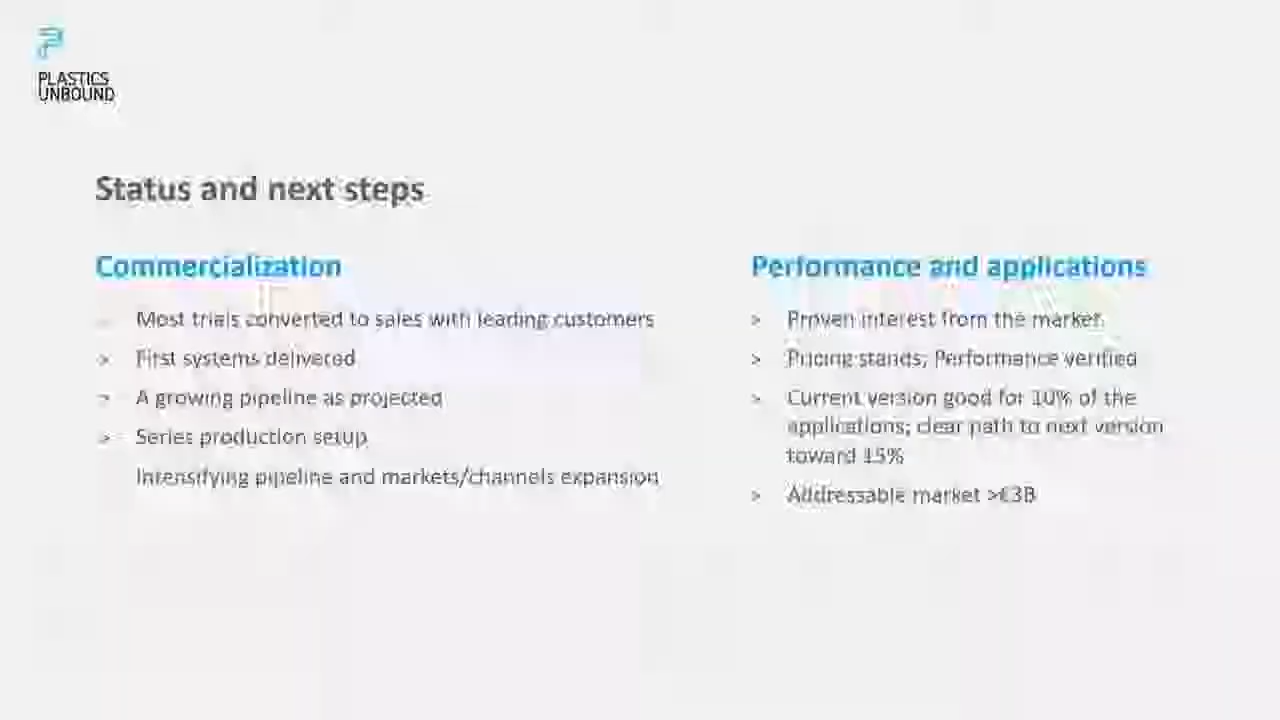 PLASTICS
UNBOUND
Status and next steps
Commercialization
Most trials converted to sales with leading customers
> First systems delivered
> A growing pipeline as projected
> Series production setup
Intensifying pipeline and markets/channels expansion
Performance and applications
> Proven interest from the market
> Pricing stands; Performance verified
> Current version good for 10% of the
applications; clear path to next version
toward 15%
> Addressable market >€3B